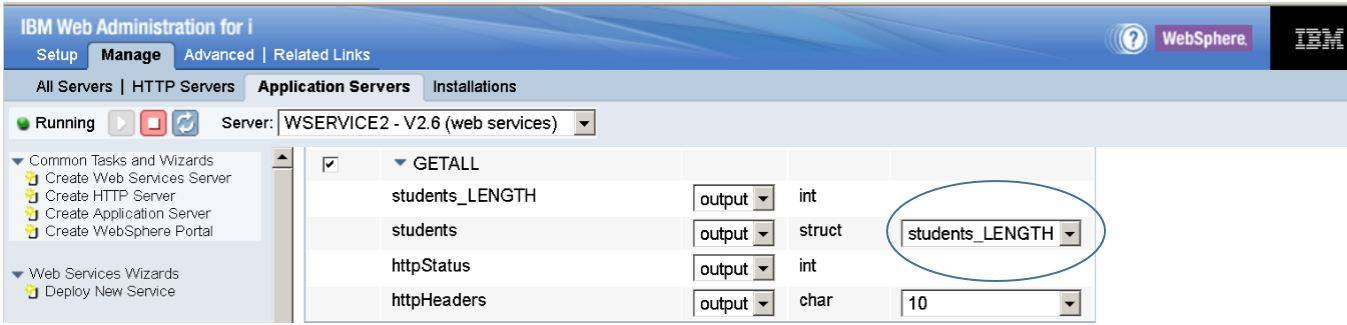 IBM Web Administration for i
Setup Manage Advanced | Related Links
? WebSphere. IBM
All Servers | HTTP Servers Application Servers Installations
Running Server: WSERVICE2 - V2.6 (web services)
Common Tasks and Wizards
Create Web Services Server
Create HTTP Server
Create Application Server
Create WebSphere Portal
Web Services Wizards
Deploy New Service
GETALL
students_LENGTH output int
students output struct students_LENGTH
httpStatus output int
httpHeaders output char 10